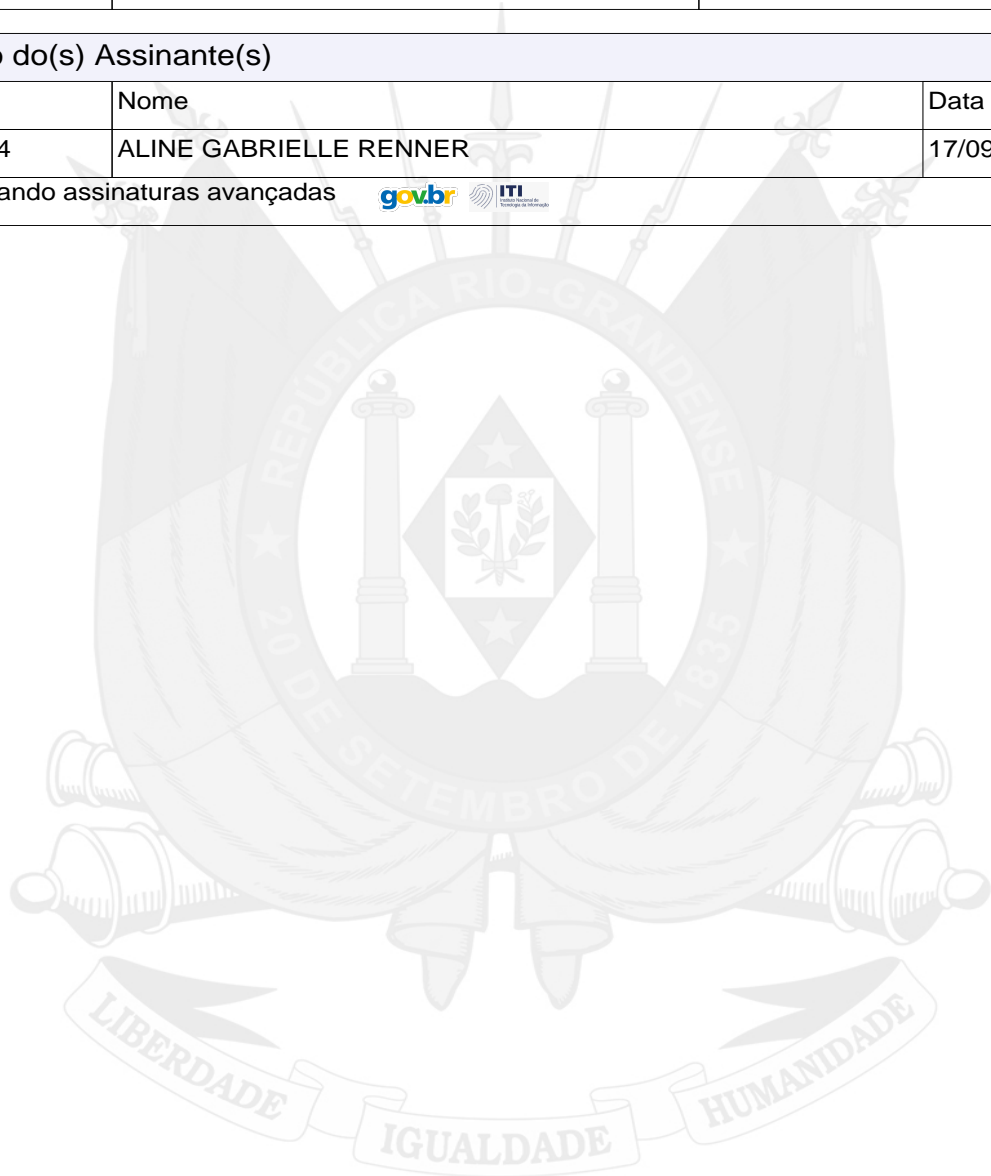 o do(s) Assinante(s)
Nome Data
4 ALINE GABRIELLE RENNER 17/09
ando assinaturas avançadas gov.br ITI
REPÚBLICA RIO-GRANDENSE
20 DE SETEMBRO DE 1835
LIBERDADE IGUALDADE HUMANIDADE